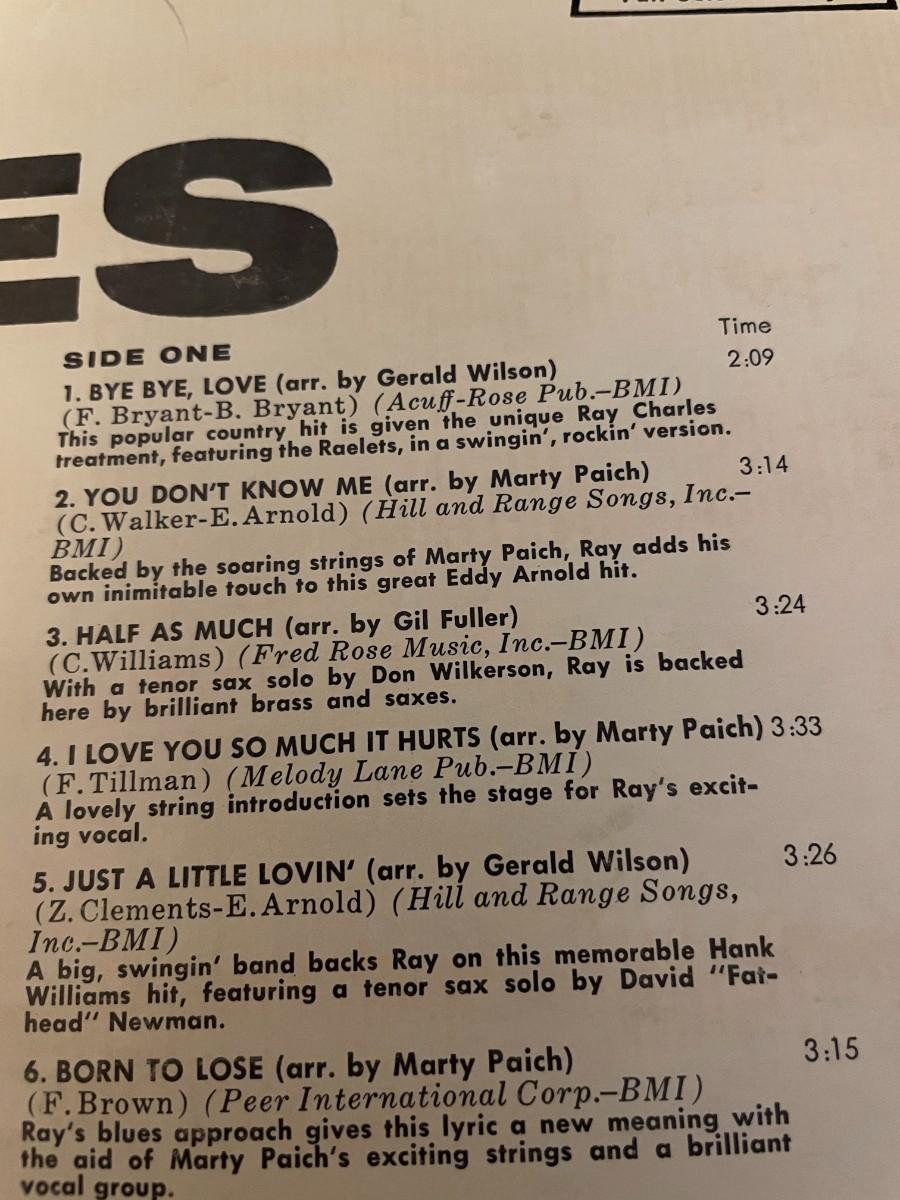 ES
SIDE ONE
Time
1. BYE BYE, LOVE (arr. by Gerald Wilson) 2:09
(F. Bryant-B. Bryant) (Acuff-Rose Pub.–BMI)
This popular country hit is given the unique Ray Charles
treatment, featuring the Raelets, in a swingin’, rockin’ version.
2. YOU DON’T KNOW ME (arr. by Marty Paich) 3:14
(C. Walker-E. Arnold) (Hill and Range Songs, Inc.–
BMI)
Backed by the soaring strings of Marty Paich, Ray adds his
own inimitable touch to this great Eddy Arnold hit.
3. HALF AS MUCH (arr. by Gil Fuller) 3:24
(C. Williams) (Fred Rose Music, Inc.–BMI)
With a tenor sax solo by Don Wilkerson, Ray is backed
here by brilliant brass and saxes.
4. I LOVE YOU SO MUCH IT HURTS (arr. by Marty Paich) 3:33
(F. Tillman) (Melody Lane Pub.–BMI)
A lovely string introduction sets the stage for Ray’s excit-
ing vocal.
5. JUST A LITTLE LOVIN’ (arr. by Gerald Wilson) 3:26
(Z. Clements-E. Arnold) (Hill and Range Songs,
Inc.–BMI)
A big, swingin’ band backs Ray on this memorable Hank
Williams hit, featuring a tenor sax solo by David “Fat-
head” Newman.
6. BORN TO LOSE (arr. by Marty Paich) 3:15
(F. Brown) (Peer International Corp.–BMI)
Ray’s blues approach gives this lyric a new meaning with
the aid of Marty Paich’s exciting strings and a brilliant
vocal group.